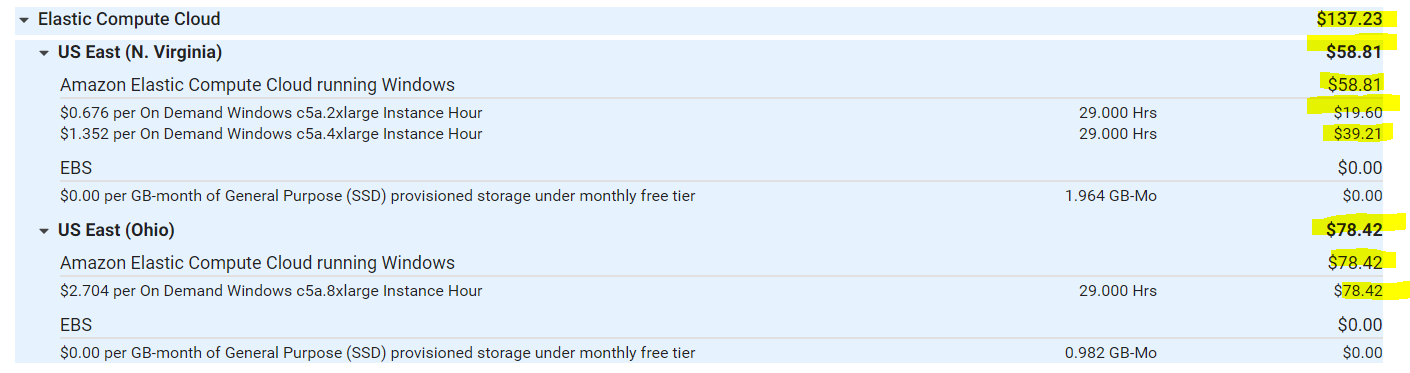 Elastic Compute Cloud $137.23
US East (N. Virginia) $58.81
Amazon Elastic Compute Cloud running Windows $58.81
$0.676 per On Demand Windows c5a.2xlarge Instance Hour 29.000 Hrs $19.60
$1.352 per On Demand Windows c5a.4xlarge Instance Hour 29.000 Hrs $39.21
EBS $0.00
$0.00 per GB-month of General Purpose (SSD) provisioned storage under monthly free tier 1.964 GB-Mo $0.00
US East (Ohio) $78.42
Amazon Elastic Compute Cloud running Windows $78.42
$2.704 per On Demand Windows c5a.8xlarge Instance Hour 29.000 Hrs $78.42
EBS $0.00
$0.00 per GB-month of General Purpose (SSD) provisioned storage under monthly free tier 0.982 GB-Mo $0.00